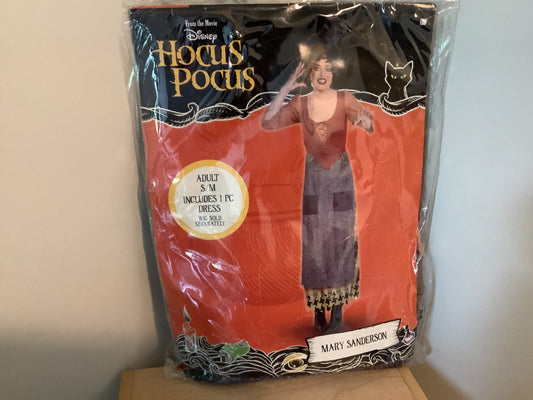 From the Movie
Disney
HOCUS
POCUS
ADULT
S/M
INCLUDES 1 PC
DRESS
WIG SOLD
SEPARATELY
MARY SANDERSON